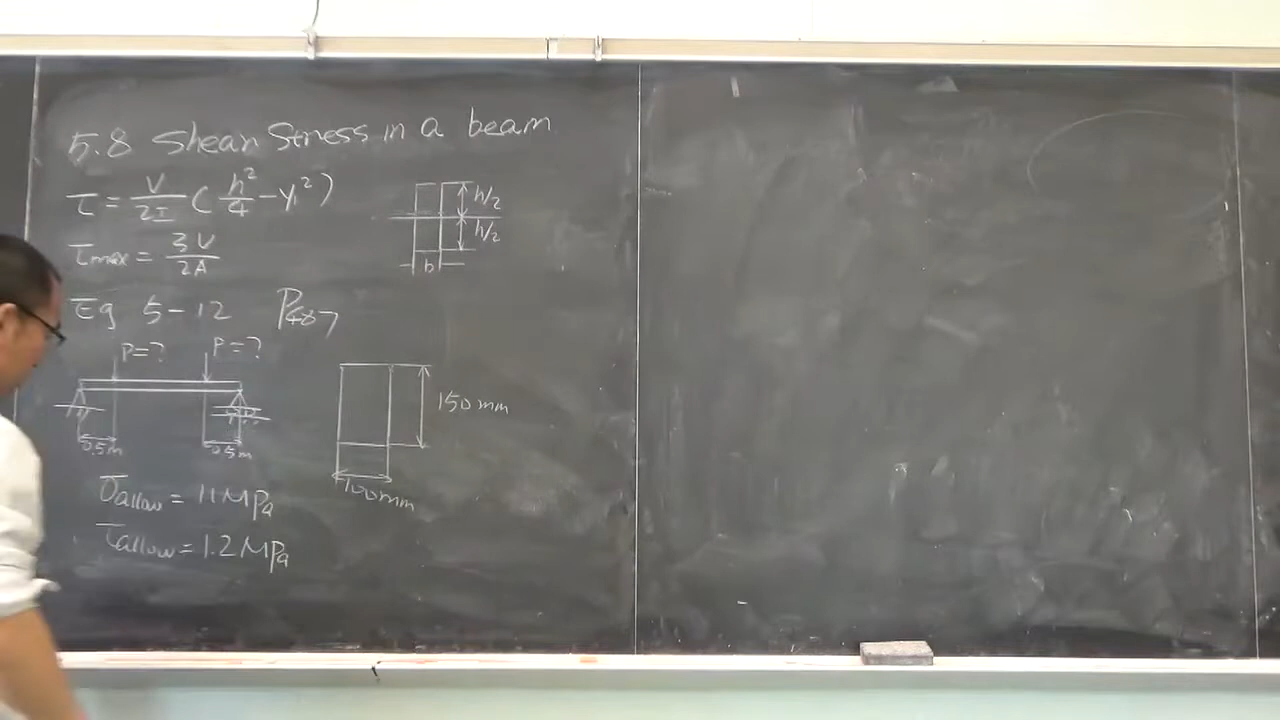 5.8 Shear Stress in a beam
τ = V/2I (h²/4 - y₁²)
h/2
h/2
τmax = 3V/2A
b
Eg 5-12 P487
P=? P=?
150 mm
0.5m 0.5m
100mm
σallow = 11 MPa
τallow = 1.2 MPa